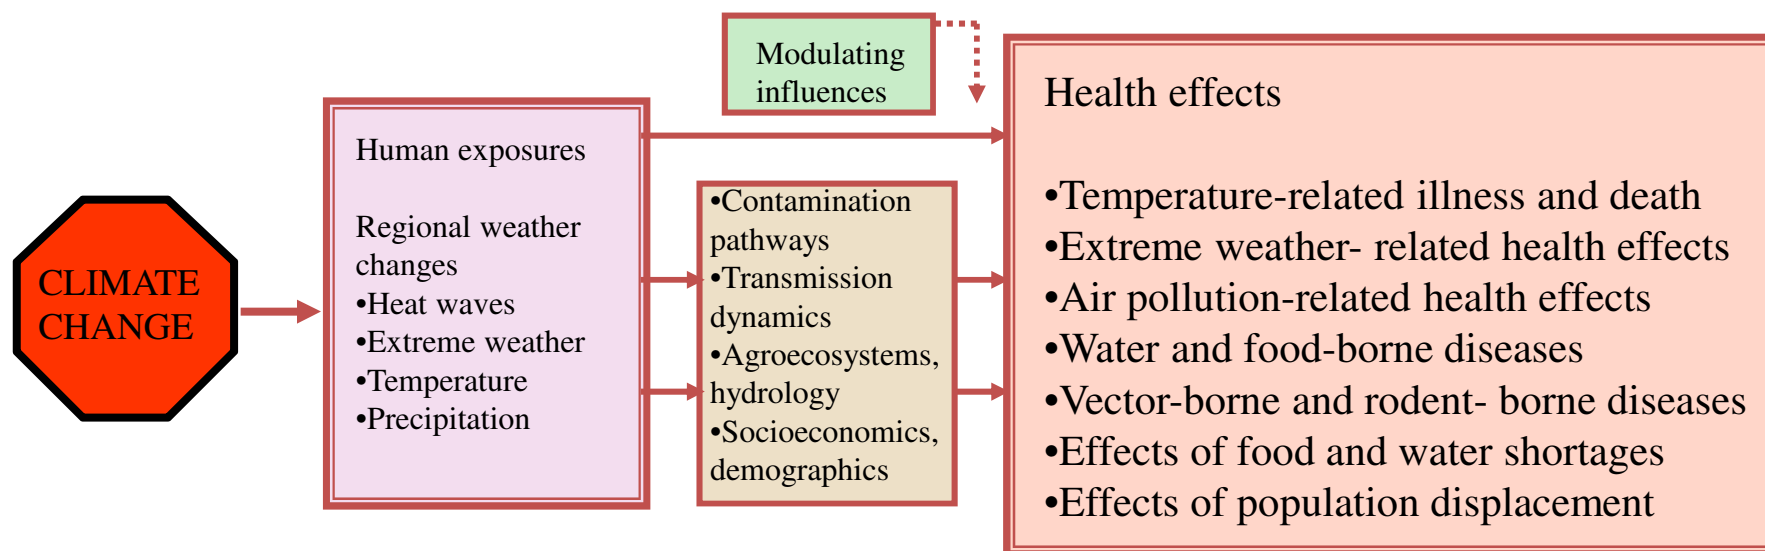 CLIMATE
CHANGE
Human exposures
Regional weather
changes
•Heat waves
•Extreme weather
•Temperature
•Precipitation
Modulating
influences
•Contamination
pathways
•Transmission
dynamics
•Agroecosystems,
hydrology
•Socioeconomics,
demographics
Health effects
•Temperature-related illness and death
•Extreme weather- related health effects
•Air pollution-related health effects
•Water and food-borne diseases
•Vector-borne and rodent- borne diseases
•Effects of food and water shortages
•Effects of population displacement